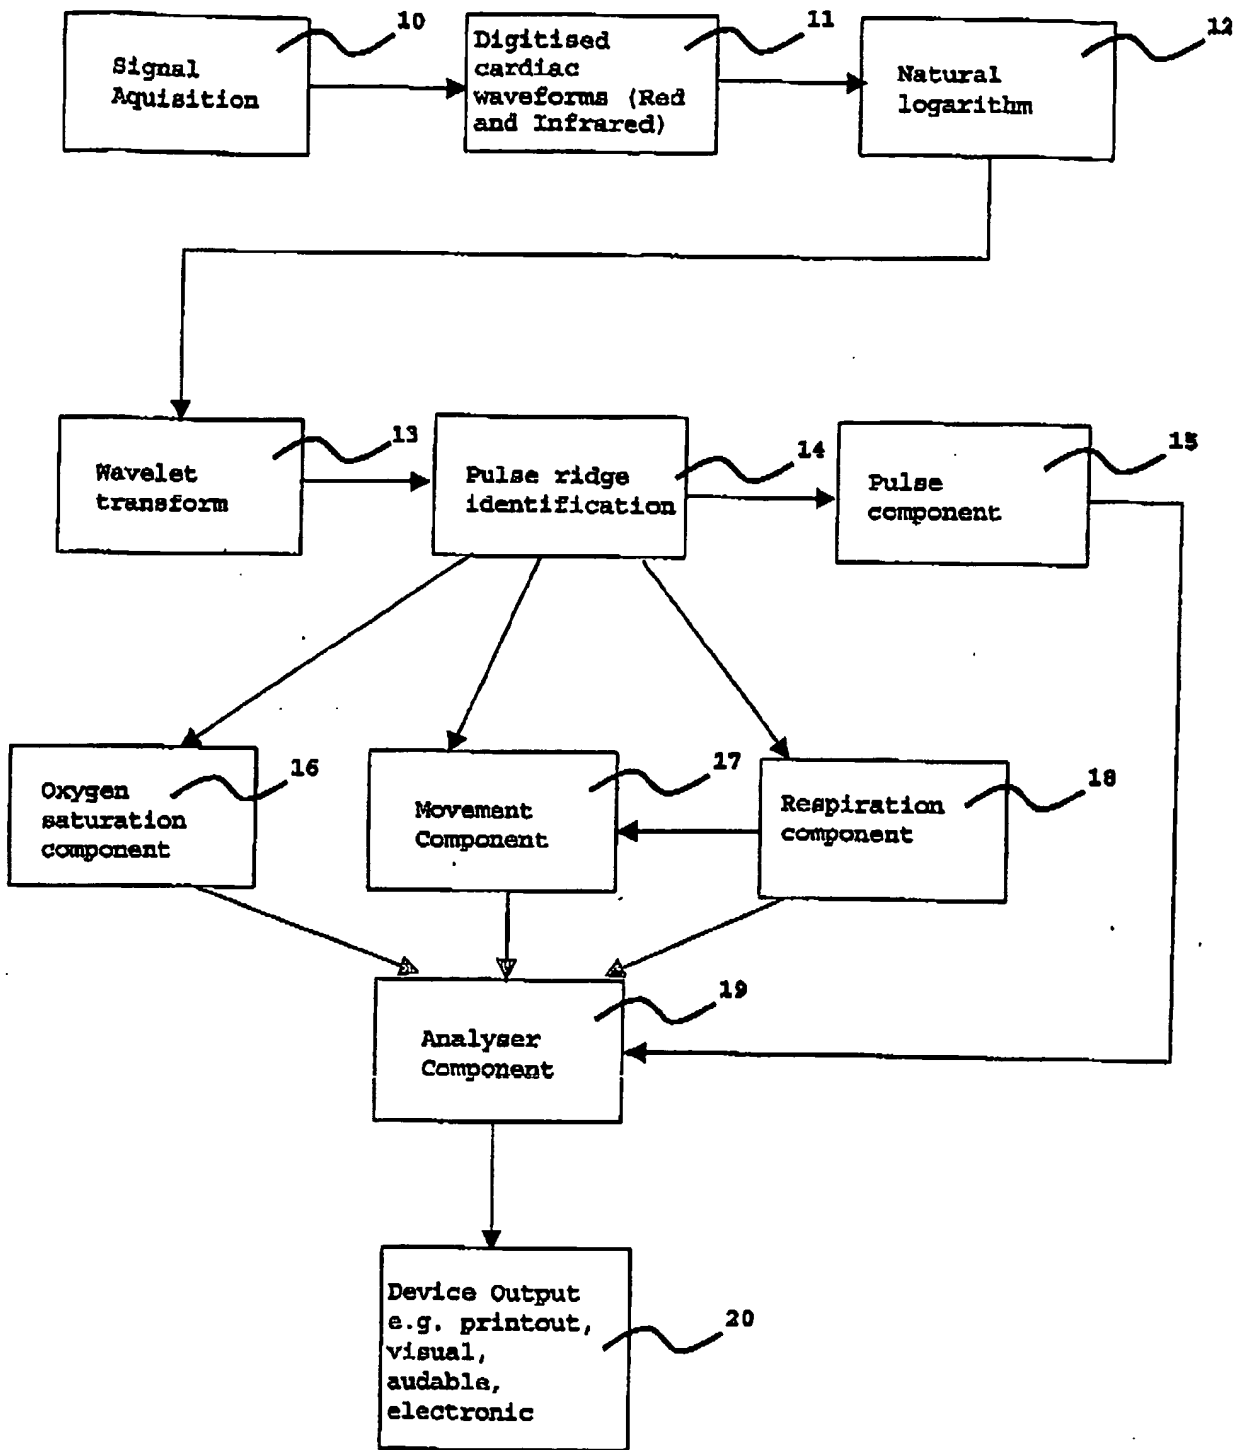 10
Signal
Aquisition
11
Digitised
cardiac
waveforms (Red
and Infrared)
12
Natural
logarithm
13
Wavelet
transform
14
Pulse ridge
identification
15
Pulse
component
16
Oxygen
saturation
component
17
Movement
Component
18
Respiration
component
19
Analyser
Component
20
Device Output
e.g. printout,
visual,
audable,
electronic